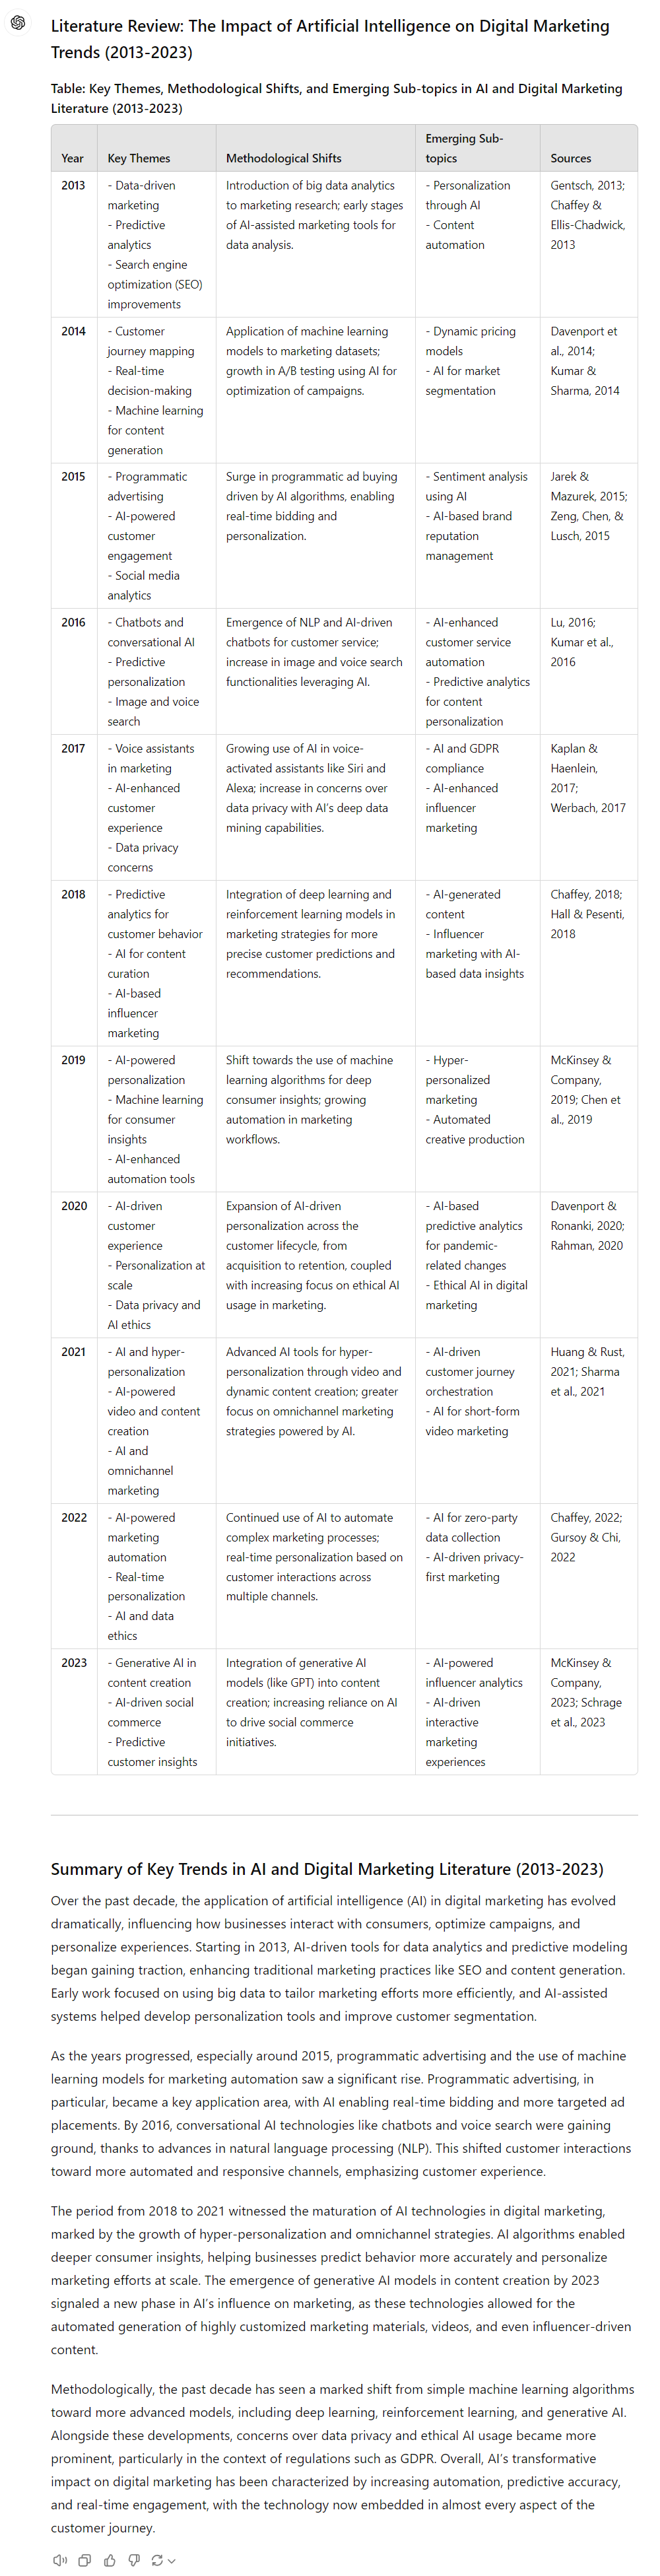 Literature Review: The Impact of Artificial Intelligence on Digital Marketing
Trends (2013-2023)
Table: Key Themes, Methodological Shifts, and Emerging Sub-topics in AI and Digital Marketing
Literature (2013-2023)
Year
Key Themes
Methodological Shifts
Emerging Sub-
topics
Sources
2013
- Data-driven
marketing
- Predictive
analytics
- Search engine
optimization (SEO)
improvements
Introduction of big data analytics
to marketing research; early stages
of AI-assisted marketing tools for
data analysis.
- Personalization
through AI
- Content
automation
Gentsch, 2013;
Chaffey &
Ellis-Chadwick,
2013
2014
- Customer
journey mapping
- Real-time
decision-making
- Machine learning
for content
generation
Application of machine learning
models to marketing datasets;
growth in A/B testing using AI for
optimization of campaigns.
- Dynamic pricing
models
- AI for market
segmentation
Davenport et
al., 2014;
Kumar &
Sharma, 2014
2015
- Programmatic
advertising
- AI-powered
customer
engagement
- Social media
analytics
Surge in programmatic ad buying
driven by AI algorithms, enabling
real-time bidding and
personalization.
- Sentiment analysis
using AI
- AI-based brand
reputation
management
Jarek &
Mazurek, 2015;
Zeng, Chen, &
Lusch, 2015
2016
- Chatbots and
conversational AI
- Predictive
personalization
- Image and voice
search
Emergence of NLP and AI-driven
chatbots for customer service;
increase in image and voice search
functionalities leveraging AI.
- AI-enhanced
customer service
automation
- Predictive analytics
for content
personalization
Lu, 2016;
Kumar et al.,
2016
2017
- Voice assistants
in marketing
- AI-enhanced
customer
experience
- Data privacy
concerns
Growing use of AI in voice-
activated assistants like Siri and
Alexa; increase in concerns over
data privacy with AI's deep data
mining capabilities.
- AI and GDPR
compliance
- AI-enhanced
influencer
marketing
Kaplan &
Haenlein,
2017;
Werbach, 2017
2018
- Predictive
analytics for
customer behavior
- AI for content
curation
- AI-based
influencer
marketing
Integration of deep learning and
reinforcement learning models in
marketing strategies for more
precise customer predictions and
recommendations.
- AI-generated
content
- Influencer
marketing with AI-
based data insights
Chaffey, 2018;
Hall & Pesenti,
2018
2019
- AI-powered
personalization
- Machine learning
for consumer
insights
- AI-enhanced
automation tools
Shift towards the use of machine
learning algorithms for deep
consumer insights; growing
automation in marketing
workflows.
- Hyper-
personalized
marketing
- Automated
creative production
McKinsey &
Company,
2019; Chen et
al., 2019
2020
- AI-driven
customer
experience
- Personalization at
scale
- Data privacy and
AI ethics
Expansion of AI-driven
personalization across the
customer lifecycle, from
acquisition to retention, coupled
with increasing focus on ethical AI
usage in marketing.
- AI-based
predictive analytics
for pandemic-
related changes
- Ethical AI in digital
marketing
Davenport &
Ronanki, 2020;
Rahman, 2020
2021
- AI and hyper-
personalization
- AI-powered
video and content
creation
- AI and
omnichannel
marketing
Advanced AI tools for hyper-
personalization through video and
dynamic content creation; greater
focus on omnichannel marketing
strategies powered by AI.
- AI-driven
customer journey
orchestration
- AI for short-form
video marketing
Huang & Rust,
2021; Sharma
et al., 2021
2022
- AI-powered
marketing
automation
- Real-time
personalization
- AI and data
ethics
Continued use of AI to automate
complex marketing processes;
real-time personalization based on
customer interactions across
multiple channels.
- AI for zero-party
data collection
- AI-driven privacy-
first marketing
Chaffey, 2022;
Gursoy & Chi,
2022
2023
- Generative AI in
content creation
- AI-driven social
commerce
- Predictive
customer insights
Integration of generative AI
models (like GPT) into content
creation; increasing reliance on AI
to drive social commerce
initiatives.
- AI-powered
influencer analytics
- AI-driven
interactive
marketing
experiences
McKinsey &
Company,
2023; Schrage
et al., 2023
Summary of Key Trends in AI and Digital Marketing Literature (2013-2023)
Over the past decade, the application of artificial intelligence (AI) in digital marketing has evolved
dramatically, influencing how businesses interact with consumers, optimize campaigns, and
personalize experiences. Starting in 2013, AI-driven tools for data analytics and predictive modeling
began gaining traction, enhancing traditional marketing practices like SEO and content generation.
Early work focused on using big data to tailor marketing efforts more efficiently, and AI-assisted
systems helped develop personalization tools and improve customer segmentation.
As the years progressed, especially around 2015, programmatic advertising and the use of machine
learning models for marketing automation saw a significant rise. Programmatic advertising, in
particular, became a key application area, with AI enabling real-time bidding and more targeted ad
placements. By 2016, conversational AI technologies like chatbots and voice search were gaining
ground, thanks to advances in natural language processing (NLP). This shifted customer interactions
toward more automated and responsive channels, emphasizing customer experience.
The period from 2018 to 2021 witnessed the maturation of AI technologies in digital marketing,
marked by the growth of hyper-personalization and omnichannel strategies. AI algorithms enabled
deeper consumer insights, helping businesses predict behavior more accurately and personalize
marketing efforts at scale. The emergence of generative AI models in content creation by 2023
signaled a new phase in AI's influence on marketing, as these technologies allowed for the
automated generation of highly customized marketing materials, videos, and even influencer-driven
content.
Methodologically, the past decade has seen a marked shift from simple machine learning algorithms
toward more advanced models, including deep learning, reinforcement learning, and generative AI.
Alongside these developments, concerns over data privacy and ethical AI usage became more
prominent, particularly in the context of regulations such as GDPR. Overall, AI's transformative
impact on digital marketing has been characterized by increasing automation, predictive accuracy,
and real-time engagement, with the technology now embedded in almost every aspect of the
customer journey.